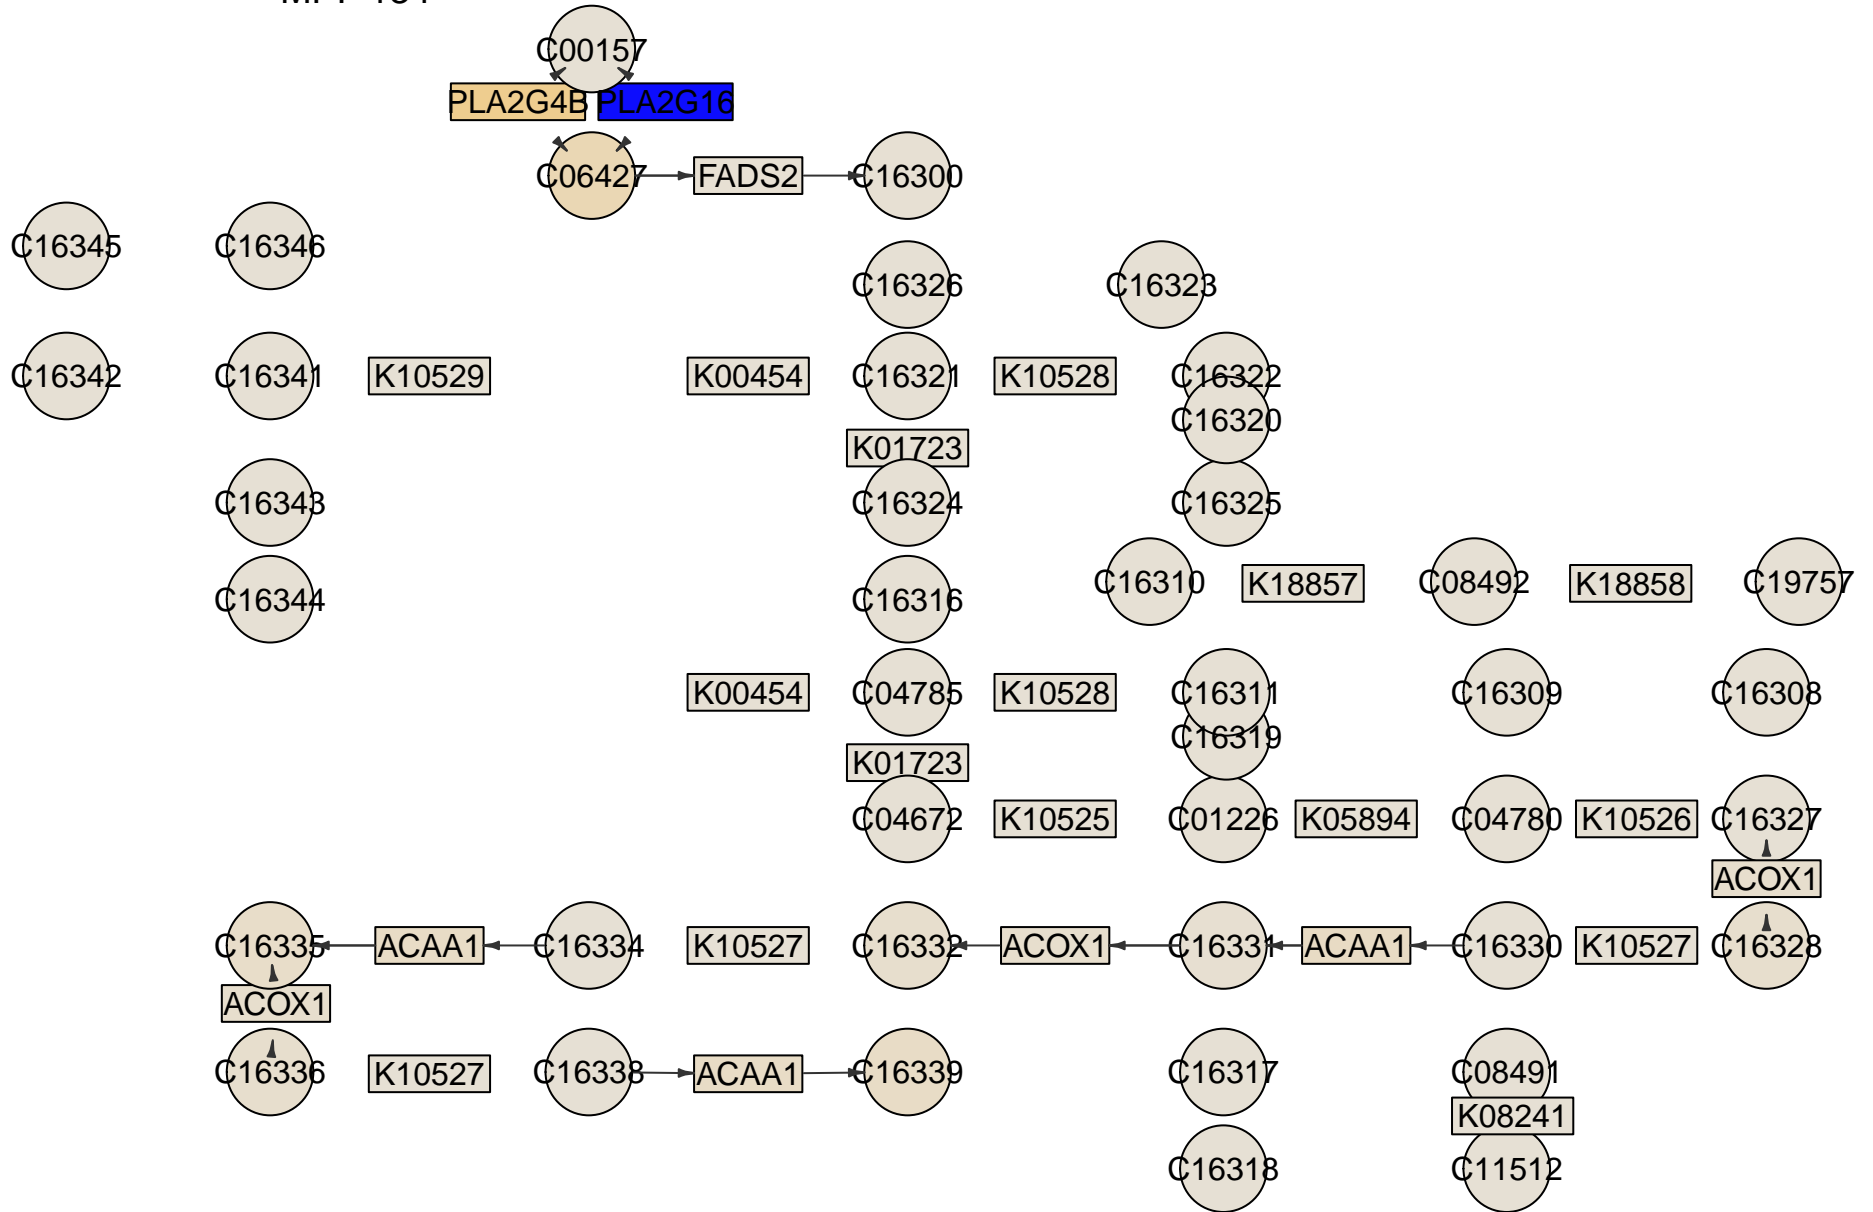 C00157
PLA2G4B PLA2G16
C06427 FADS2 C16300
C16345 C16346
C16326 C16323
C16342 C16341 K10529 K00454 C16321 K10528 C16322
C16320
K01723
C16343 C16324 C16325
C16310 K18857 C08492 K18858 C19757
C16344 C16316
K00454 C04785 K10528 C16311 C16309 C16308
C16319
K01723
C04672 K10525 C01226 K05894 C04780 K10526 C16327
ACOX1
C16335 ACAA1 C16334 K10527 C16332 ACOX1 C16331 ACAA1 C16330 K10527 C16328
ACOX1
C16336 K10527 C16338 ACAA1 C16339 C16317 C08491
K08241
C16318 C11512